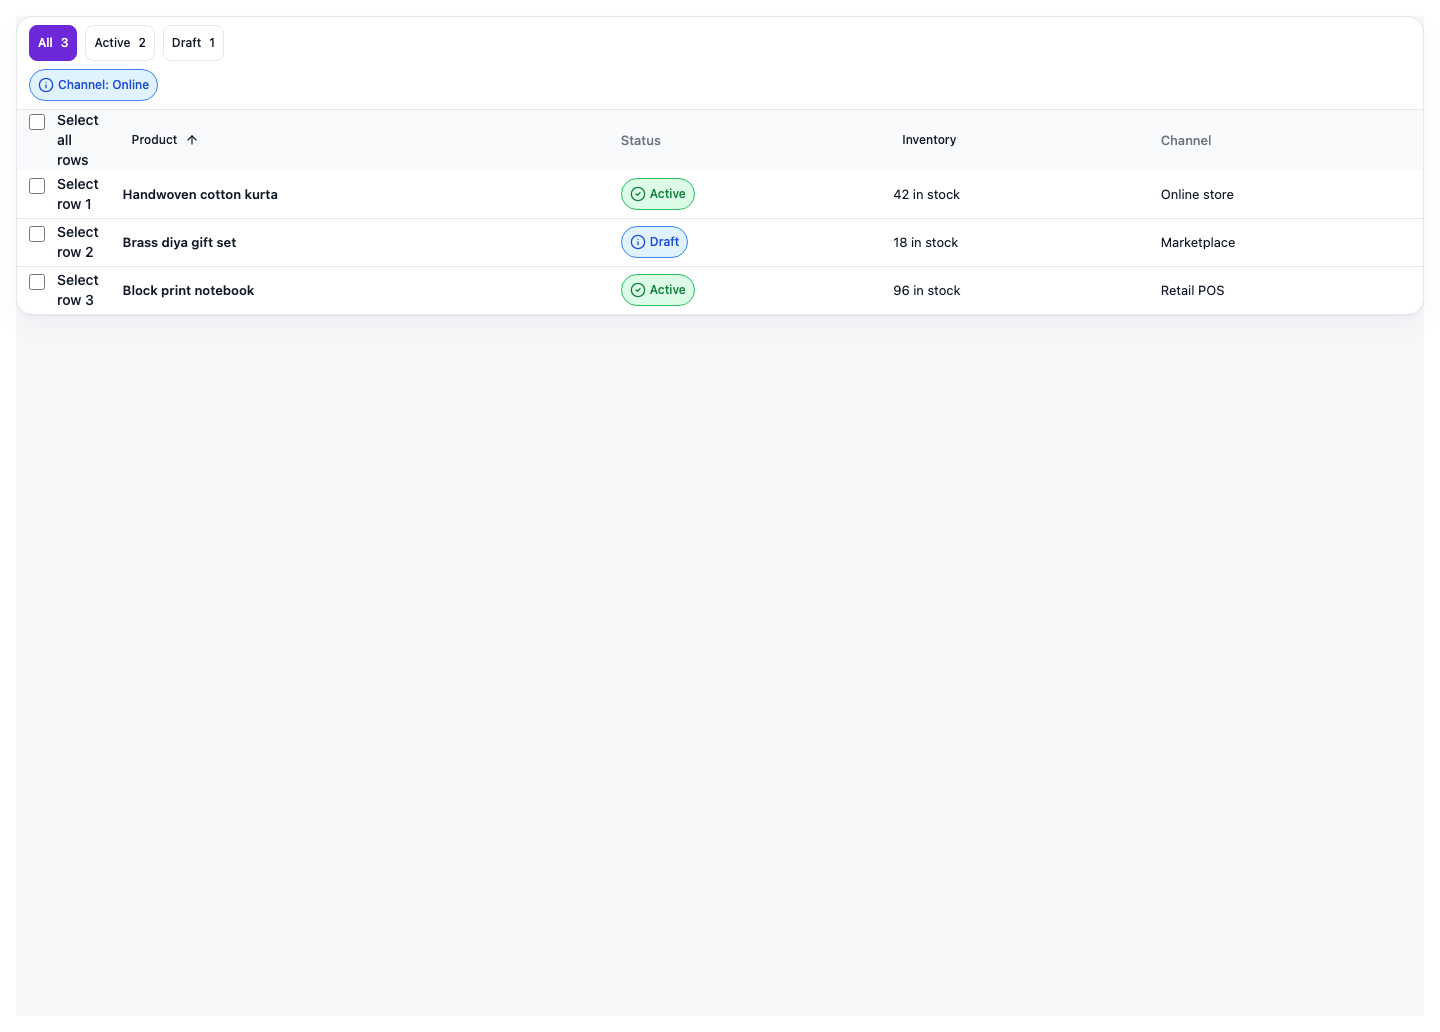 All 3 Active 2 Draft 1
Channel: Online
Select all rows Product Status Inventory Channel
Select row 1 Handwoven cotton kurta Active 42 in stock Online store
Select row 2 Brass diya gift set Draft 18 in stock Marketplace
Select row 3 Block print notebook Active 96 in stock Retail POS